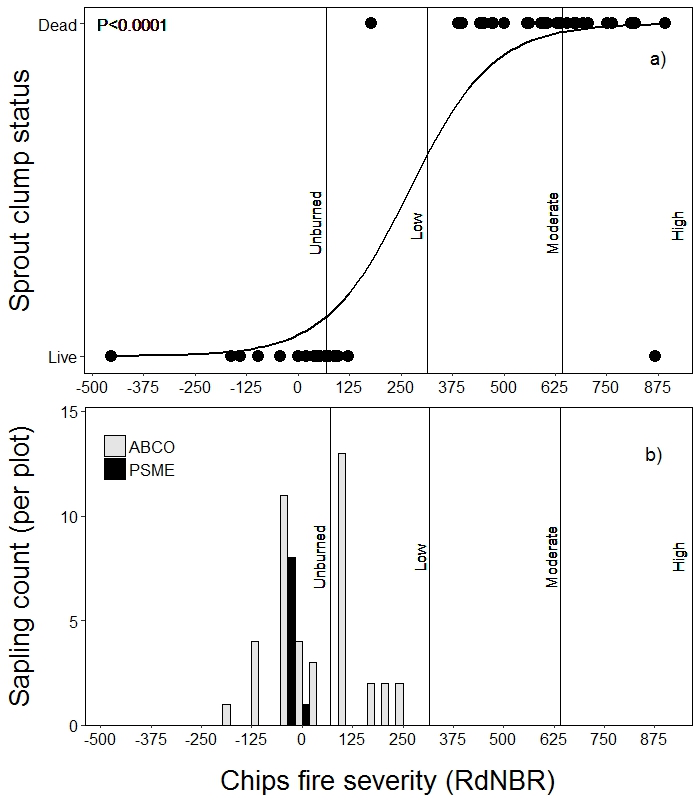 Dead
P<0.0001
a)
Sprout clump status
Unburned
Low
Moderate
High
Live
-500 -375 -250 -125 0 125 250 375 500 625 750 875
15
ABCO
b)
PSME
Sapling count (per plot)
10
Unburned
Low
Moderate
High
5
0
-500 -375 -250 -125 0 125 250 375 500 625 750 875
Chips fire severity (RdNBR)